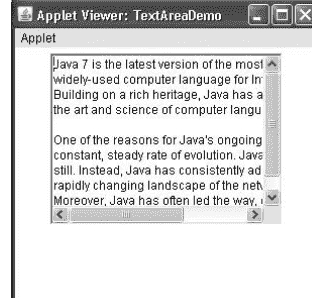 Applet Viewer: TextAreaDemo
Applet
Java 7 is the latest version of the most
widely-used computer language for In
Building on a rich heritage, Java has a
the art and science of computer langu
One of the reasons for Java's ongoing
constant, steady rate of evolution. Java
still. Instead, Java has consistently ad
rapidly changing landscape of the netw
Moreover, Java has often led the way,